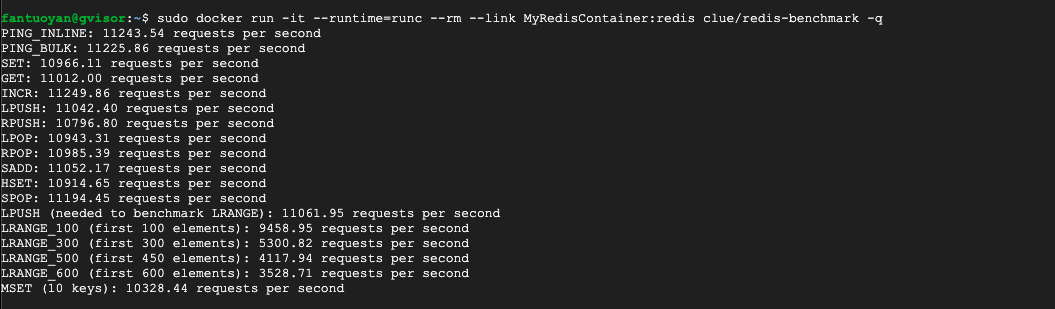 fantuoyan@gvisor:~$ sudo docker run -it --runtime=runc --rm --link MyRedisContainer:redis clue/redis-benchmark -q
PING_INLINE: 11243.54 requests per second
PING_BULK: 11225.86 requests per second
SET: 10966.11 requests per second
GET: 11012.00 requests per second
INCR: 11249.86 requests per second
LPUSH: 11042.40 requests per second
RPUSH: 10796.80 requests per second
LPOP: 10943.31 requests per second
RPOP: 10985.39 requests per second
SADD: 11052.17 requests per second
HSET: 10914.65 requests per second
SPOP: 11194.45 requests per second
LPUSH (needed to benchmark LRANGE): 11061.95 requests per second
LRANGE_100 (first 100 elements): 9458.95 requests per second
LRANGE_300 (first 300 elements): 5300.82 requests per second
LRANGE_500 (first 450 elements): 4117.94 requests per second
LRANGE_600 (first 600 elements): 3528.71 requests per second
MSET (10 keys): 10328.44 requests per second